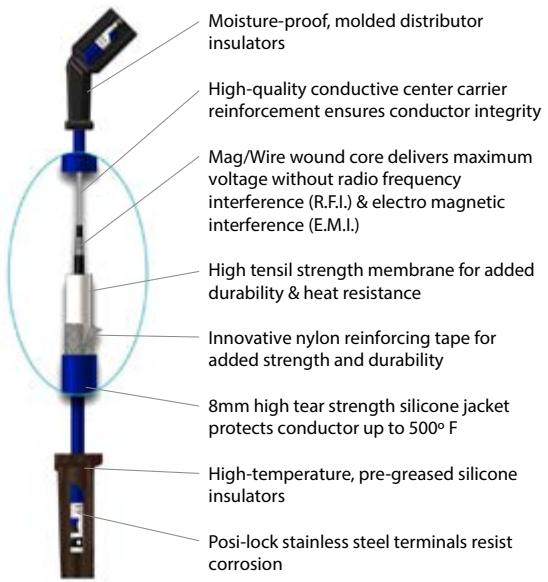 Moisture-proof, molded distributor
insulators
High-quality conductive center carrier
reinforcement ensures conductor integrity
Mag/Wire wound core delivers maximum
voltage without radio frequency
interference (R.F.I.) & electro magnetic
interference (E.M.I.)
High tensil strength membrane for added
durability & heat resistance
Innovative nylon reinforcing tape for
added strength and durability
8mm high tear strength silicone jacket
protects conductor up to 500º F
High-temperature, pre-greased silicone
insulators
Posi-lock stainless steel terminals resist
corrosion